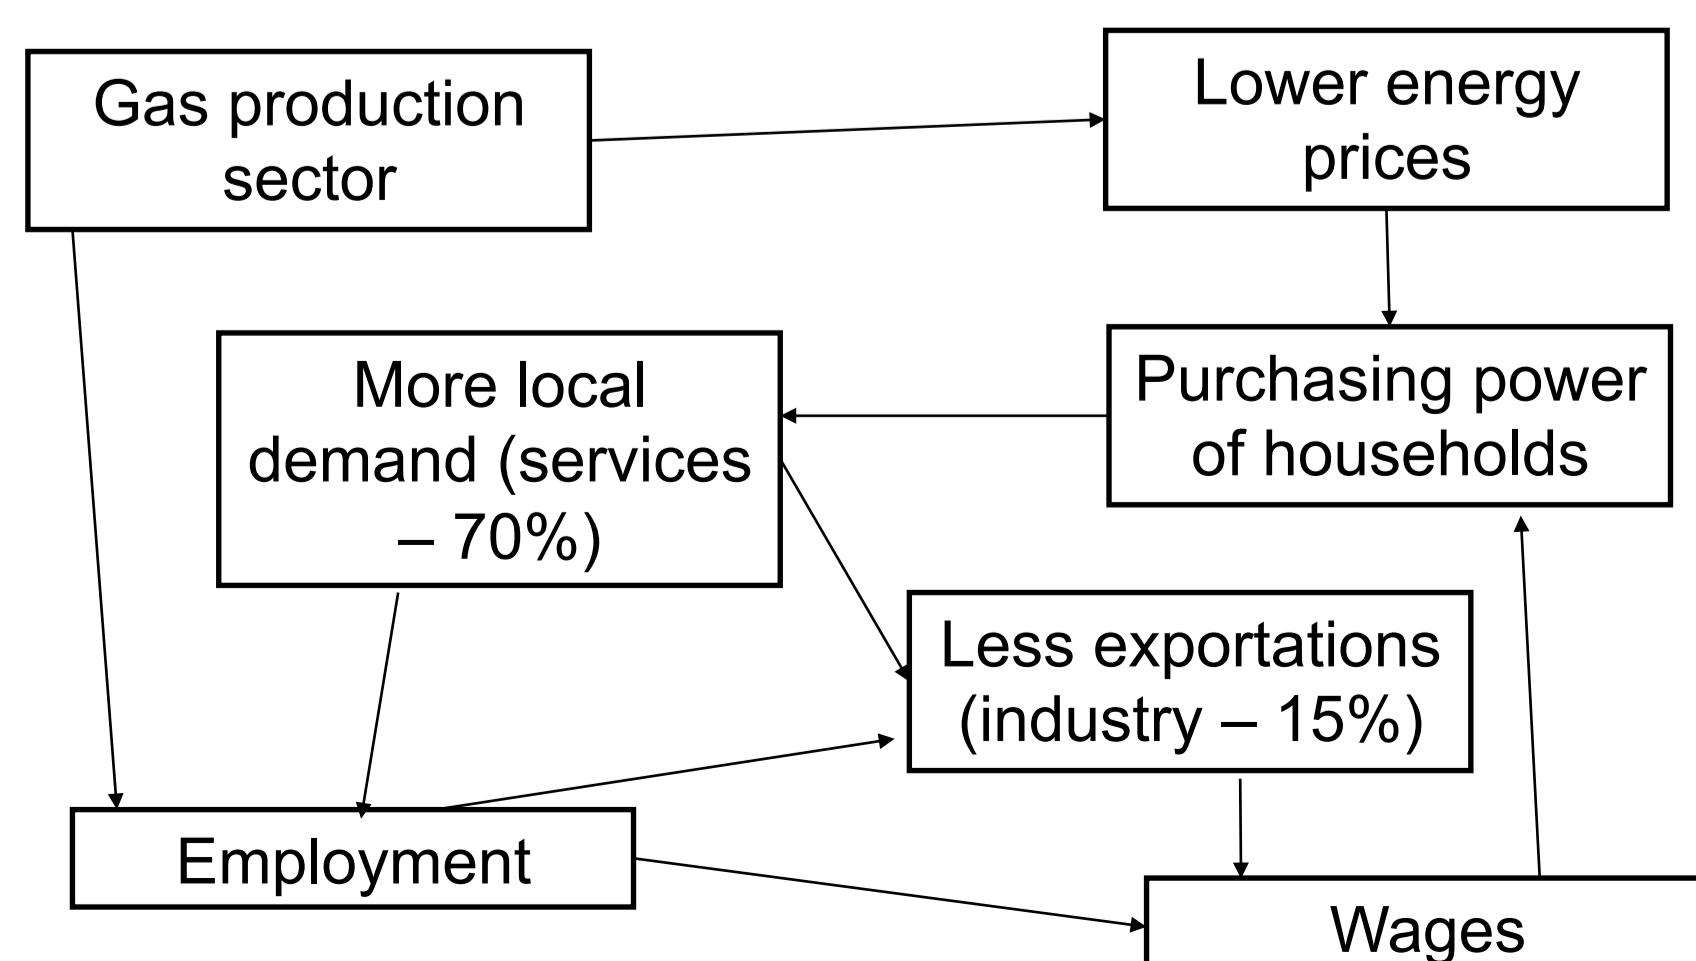 Gas production
sector
Lower energy
prices
More local
demand (services
– 70%)
Purchasing power
of households
Less exportations
(industry – 15%)
Employment
Wages